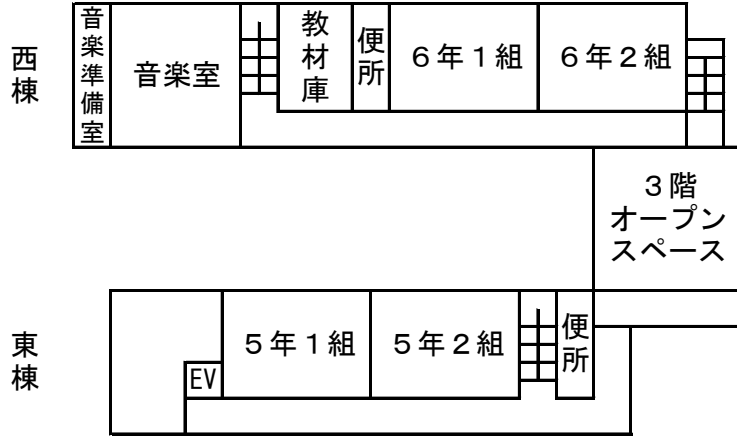 西棟
音楽準備室
音楽室
教材庫
便所
６年１組
６年２組
３階
オープン
スペース
東棟
EV
５年１組
５年２組
便所